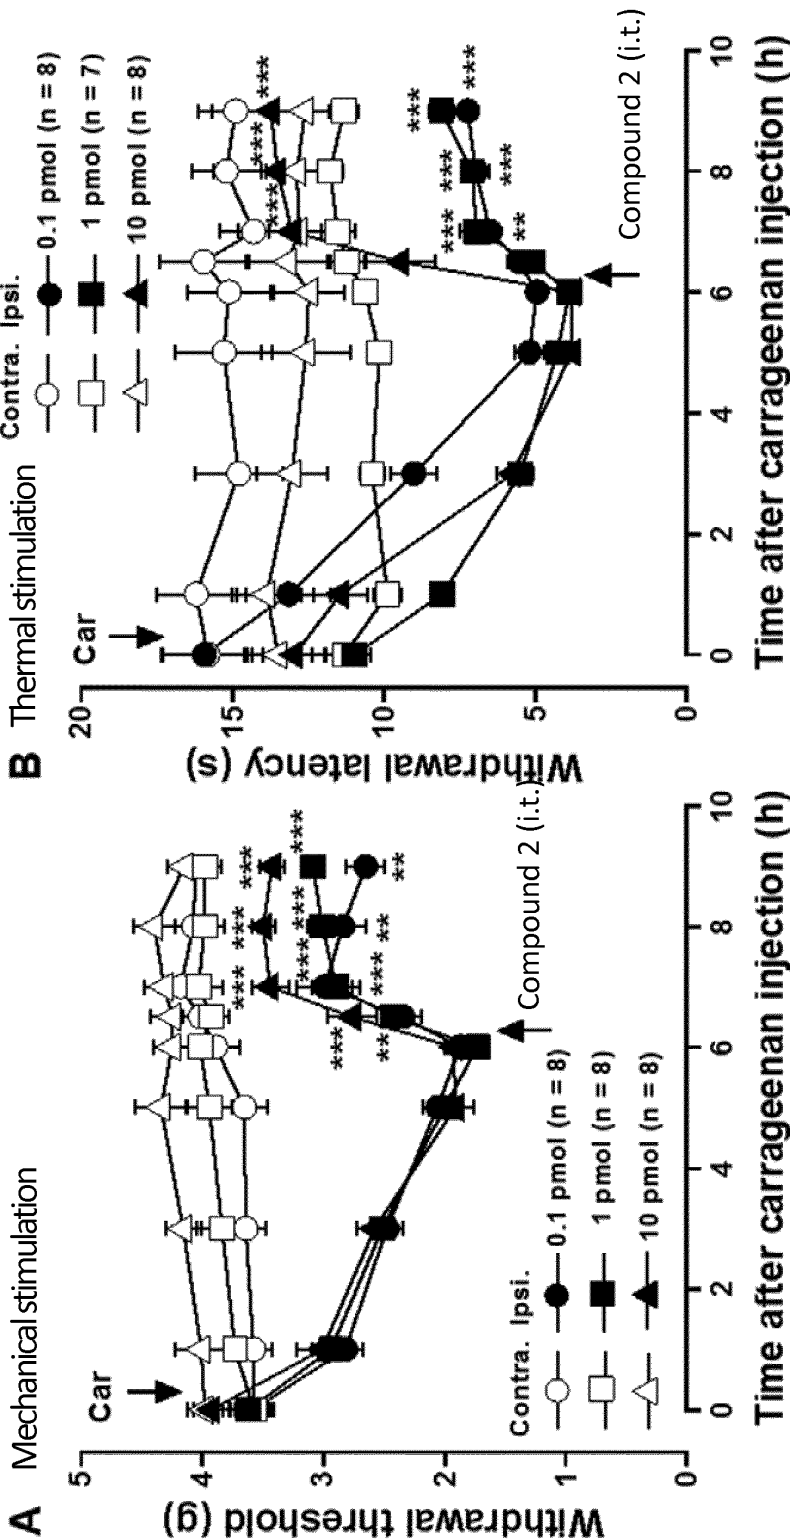 A Mechanical stimulation
Car
Withdrawal threshold (g)
5
4
3
2
1
0
***
***
***
***
***
***
***
**
***
**
**
Compound 2 (i.t.)
Contra. Ipsi.
0.1 pmol (n = 8)
1 pmol (n = 8)
10 pmol (n = 8)
0 2 4 6 8 10
Time after carrageenan injection (h)
B Thermal stimulation
Car
Contra. Ipsi.
0.1 pmol (n = 8)
1 pmol (n = 7)
10 pmol (n = 8)
Withdrawal latency (s)
20
15
10
5
0
***
***
***
***
***
***
**
***
***
Compound 2 (i.t.)
0 2 4 6 8 10
Time after carrageenan injection (h)